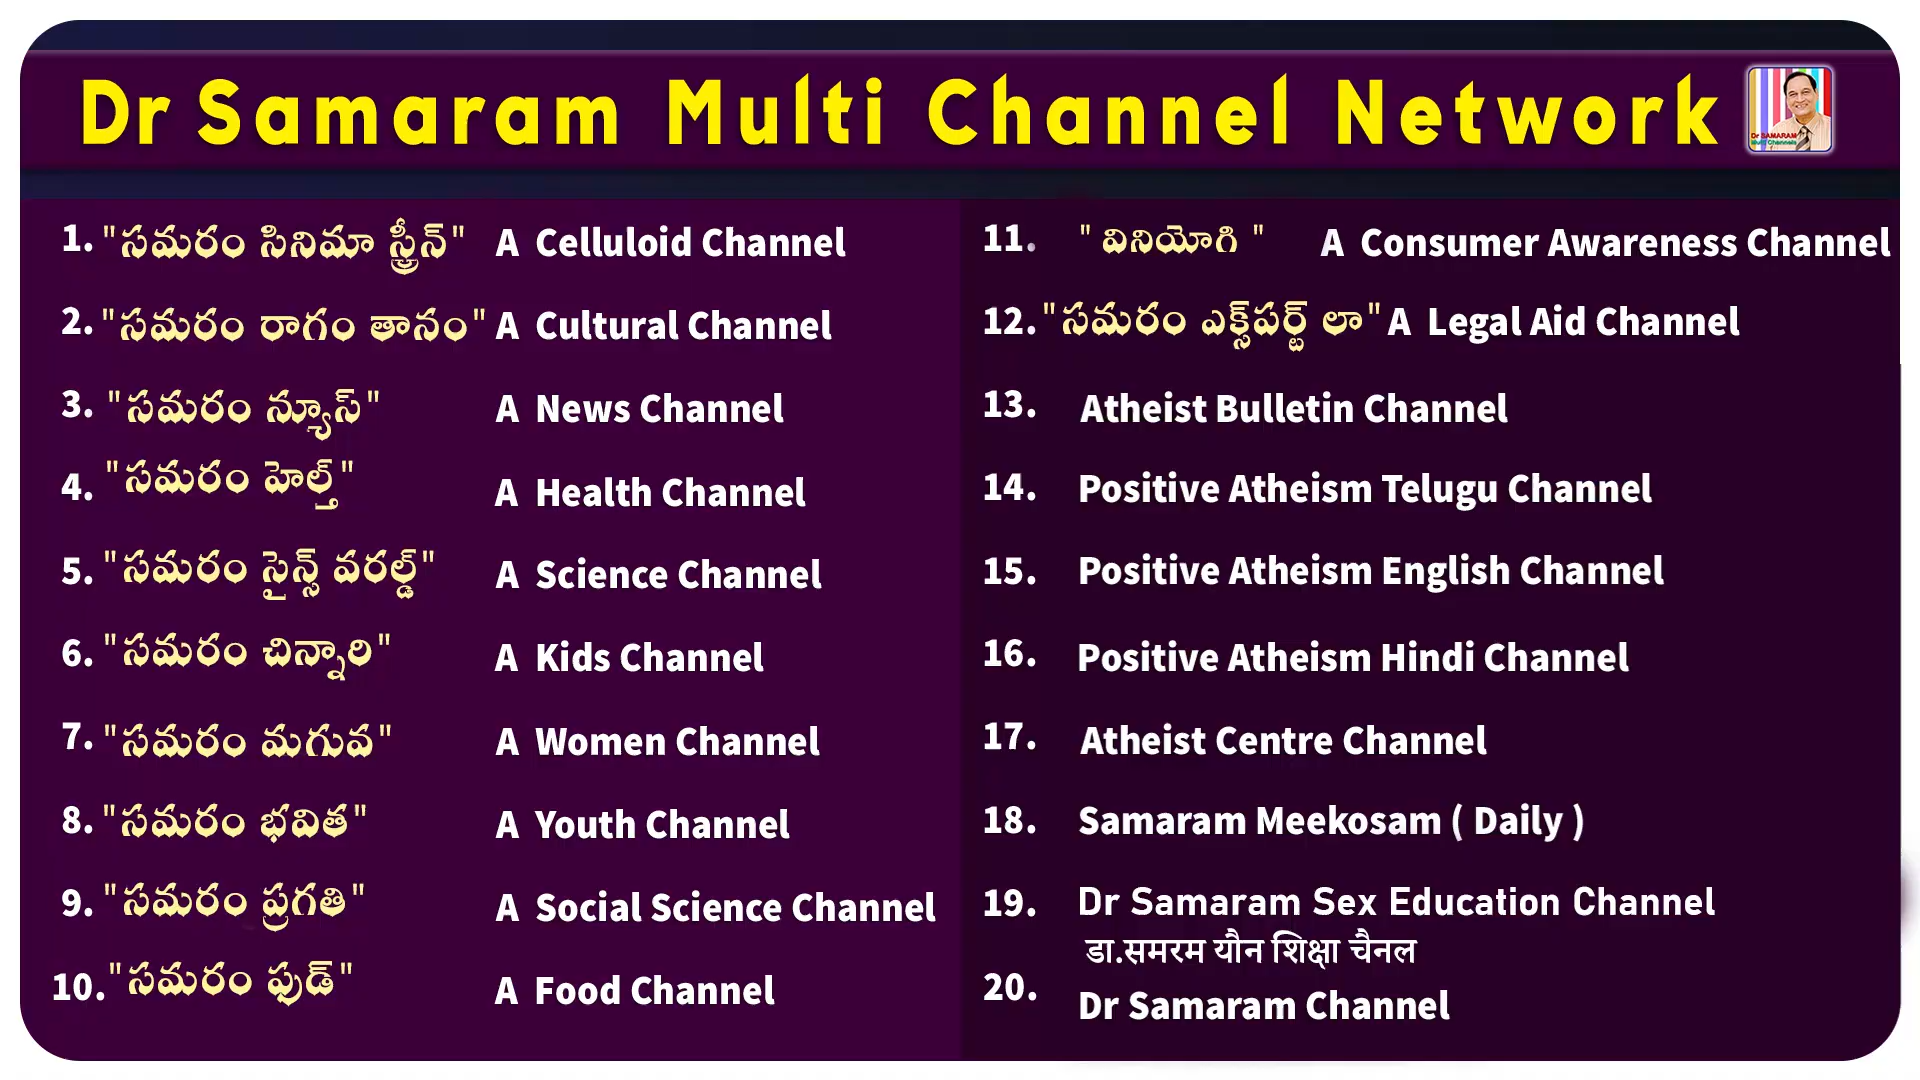 Dr Samaram Multi Channel Network
Dr SAMARAM
Multi Channels
1. "సమరం సినిమా స్క్రీన్" A Celluloid Channel
2. "సమరం రాగం తానం" A Cultural Channel
3. "సమరం న్యూస్" A News Channel
4. "సమరం హెల్త్" A Health Channel
5. "సమరం సైన్స్ వరల్డ్" A Science Channel
6. "సమరం చిన్నారి" A Kids Channel
7. "సమరం మగువ" A Women Channel
8. "సమరం భవిత" A Youth Channel
9. "సమరం ప్రగతి" A Social Science Channel
10. "సమరం ఫుడ్" A Food Channel
11. " వినియోగి " A Consumer Awareness Channel
12. "సమరం ఎక్స్‌పర్ట్ లా" A Legal Aid Channel
13. Atheist Bulletin Channel
14. Positive Atheism Telugu Channel
15. Positive Atheism English Channel
16. Positive Atheism Hindi Channel
17. Atheist Centre Channel
18. Samaram Meekosam ( Daily )
19. Dr Samaram Sex Education Channel
डा.समरम यौन शिक्षा चैनल
20. Dr Samaram Channel